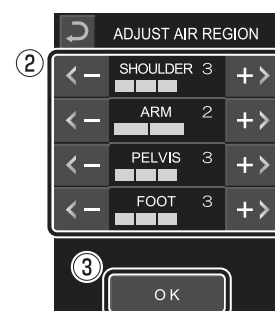 ADJUST AIR REGION
②
< − SHOULDER 3 + >
< − ARM 2 + >
< − PELVIS 3 + >
< − FOOT 3 + >
③
OK